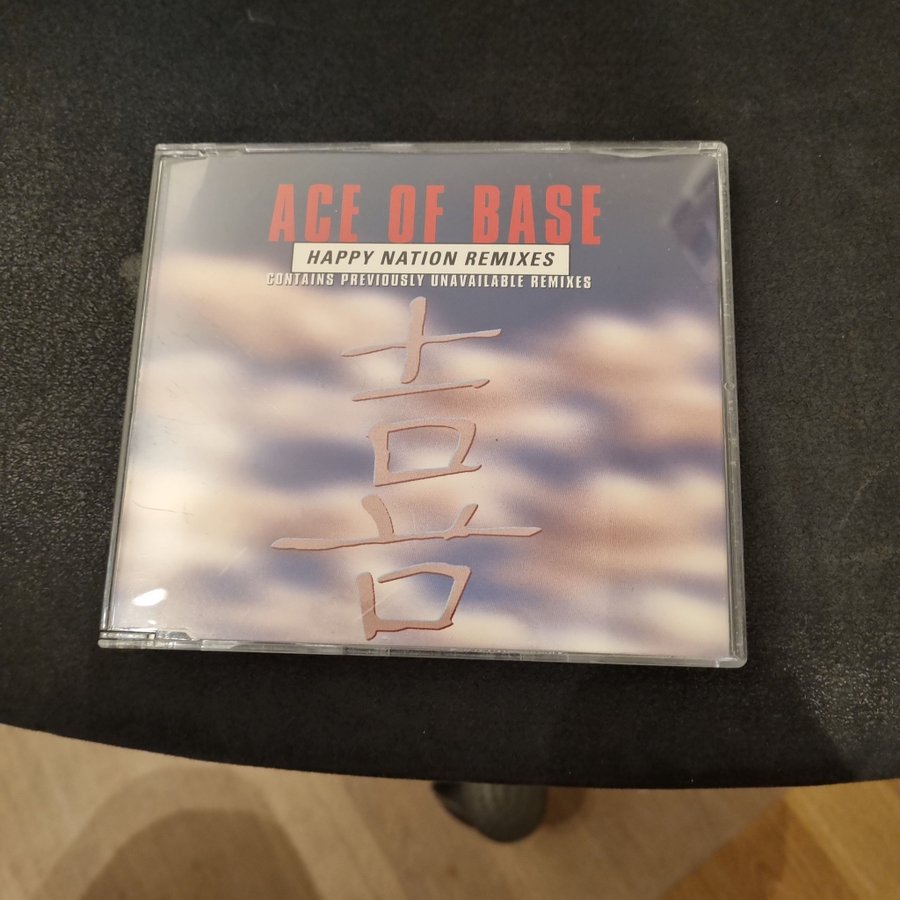 ACE OF BASE
HAPPY NATION REMIXES
CONTAINS PREVIOUSLY UNAVAILABLE REMIXES
喜